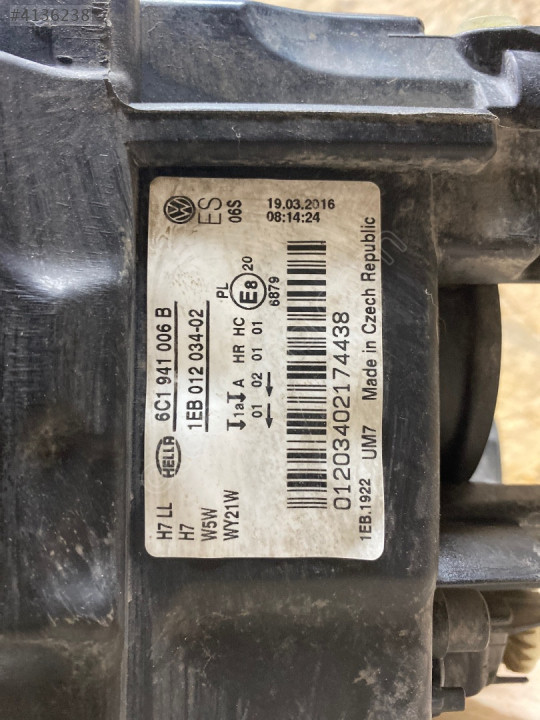 #4136238
HELLA
6C1 941 006 B
1EB 012 034-02
ES
06S
19.03.2016
08:14:24
H7 LL
H7
W5W
WY21W
1a A HR HC PL
01 02 01 01
E8
20
6879
01203402174438
1EB.1922 UM7 Made in Czech Republic